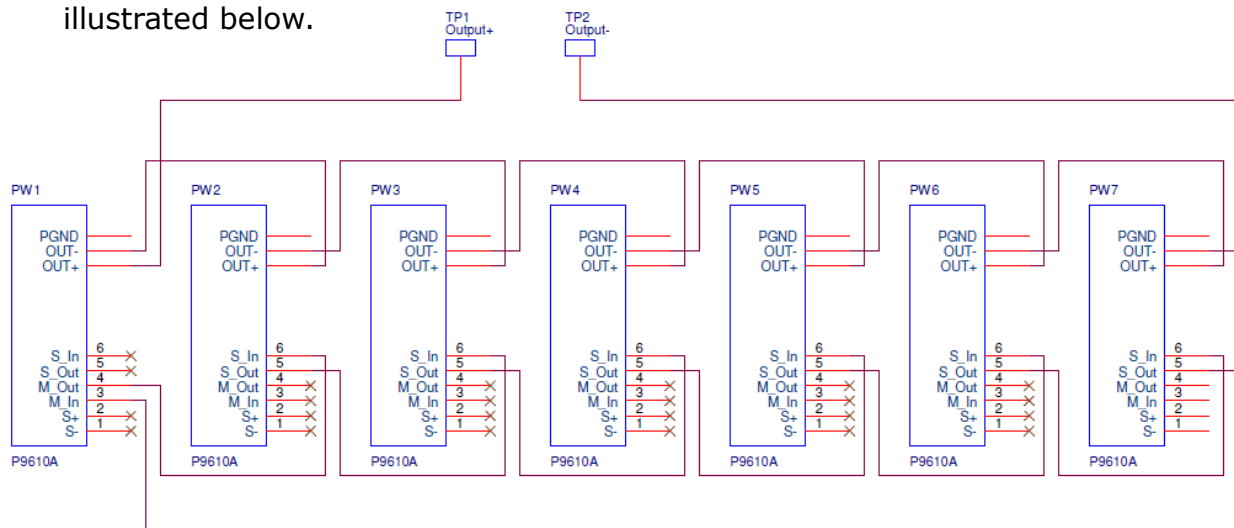 illustrated below.
TP1
Output+
TP2
Output-
PW1
PGND
OUT-
OUT+
S_In 6
S_Out 5
M_Out 4
M_In 3
S+ 2
S- 1
P9610A
PW2
PGND
OUT-
OUT+
S_In 6
S_Out 5
M_Out 4
M_In 3
S+ 2
S- 1
P9610A
PW3
PGND
OUT-
OUT+
S_In 6
S_Out 5
M_Out 4
M_In 3
S+ 2
S- 1
P9610A
PW4
PGND
OUT-
OUT+
S_In 6
S_Out 5
M_Out 4
M_In 3
S+ 2
S- 1
P9610A
PW5
PGND
OUT-
OUT+
S_In 6
S_Out 5
M_Out 4
M_In 3
S+ 2
S- 1
P9610A
PW6
PGND
OUT-
OUT+
S_In 6
S_Out 5
M_Out 4
M_In 3
S+ 2
S- 1
P9610A
PW7
PGND
OUT-
OUT+
S_In 6
S_Out 5
M_Out 4
M_In 3
S+ 2
S- 1
P9610A